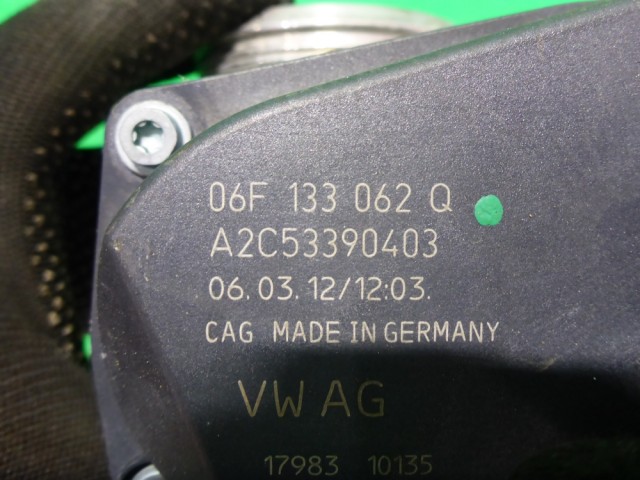 06F 133 062 Q
A2C53390403
06.03.12/12:03.
CAG MADE IN GERMANY
VW AG
17983 10135